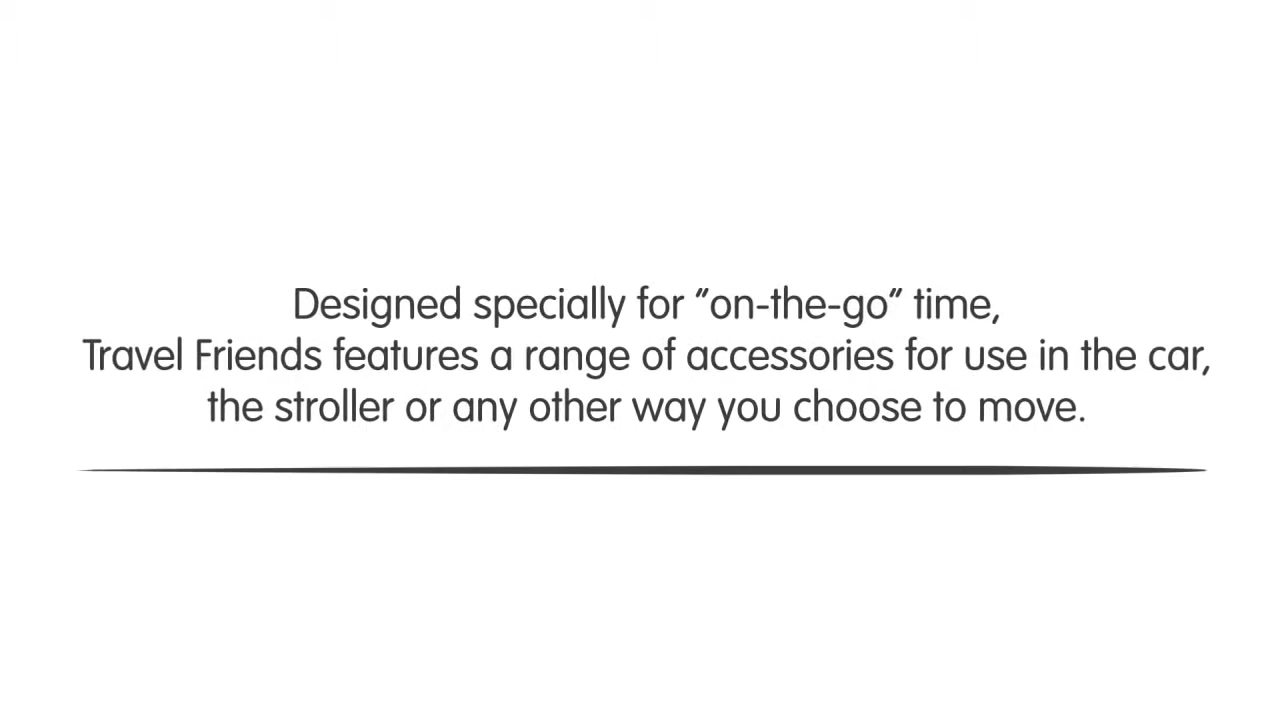 Designed specially for "on-the-go" time,
Travel Friends features a range of accessories for use in the car,
the stroller or any other way you choose to move.